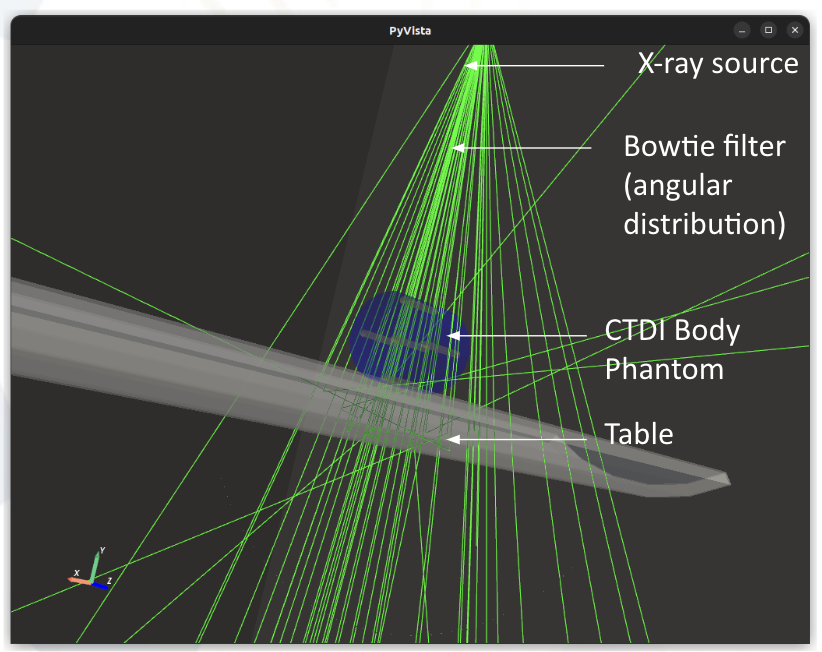 PyVista
X-ray source
Bowtie filter
(angular
distribution)
CTDI Body
Phantom
Table
Y
X
Z